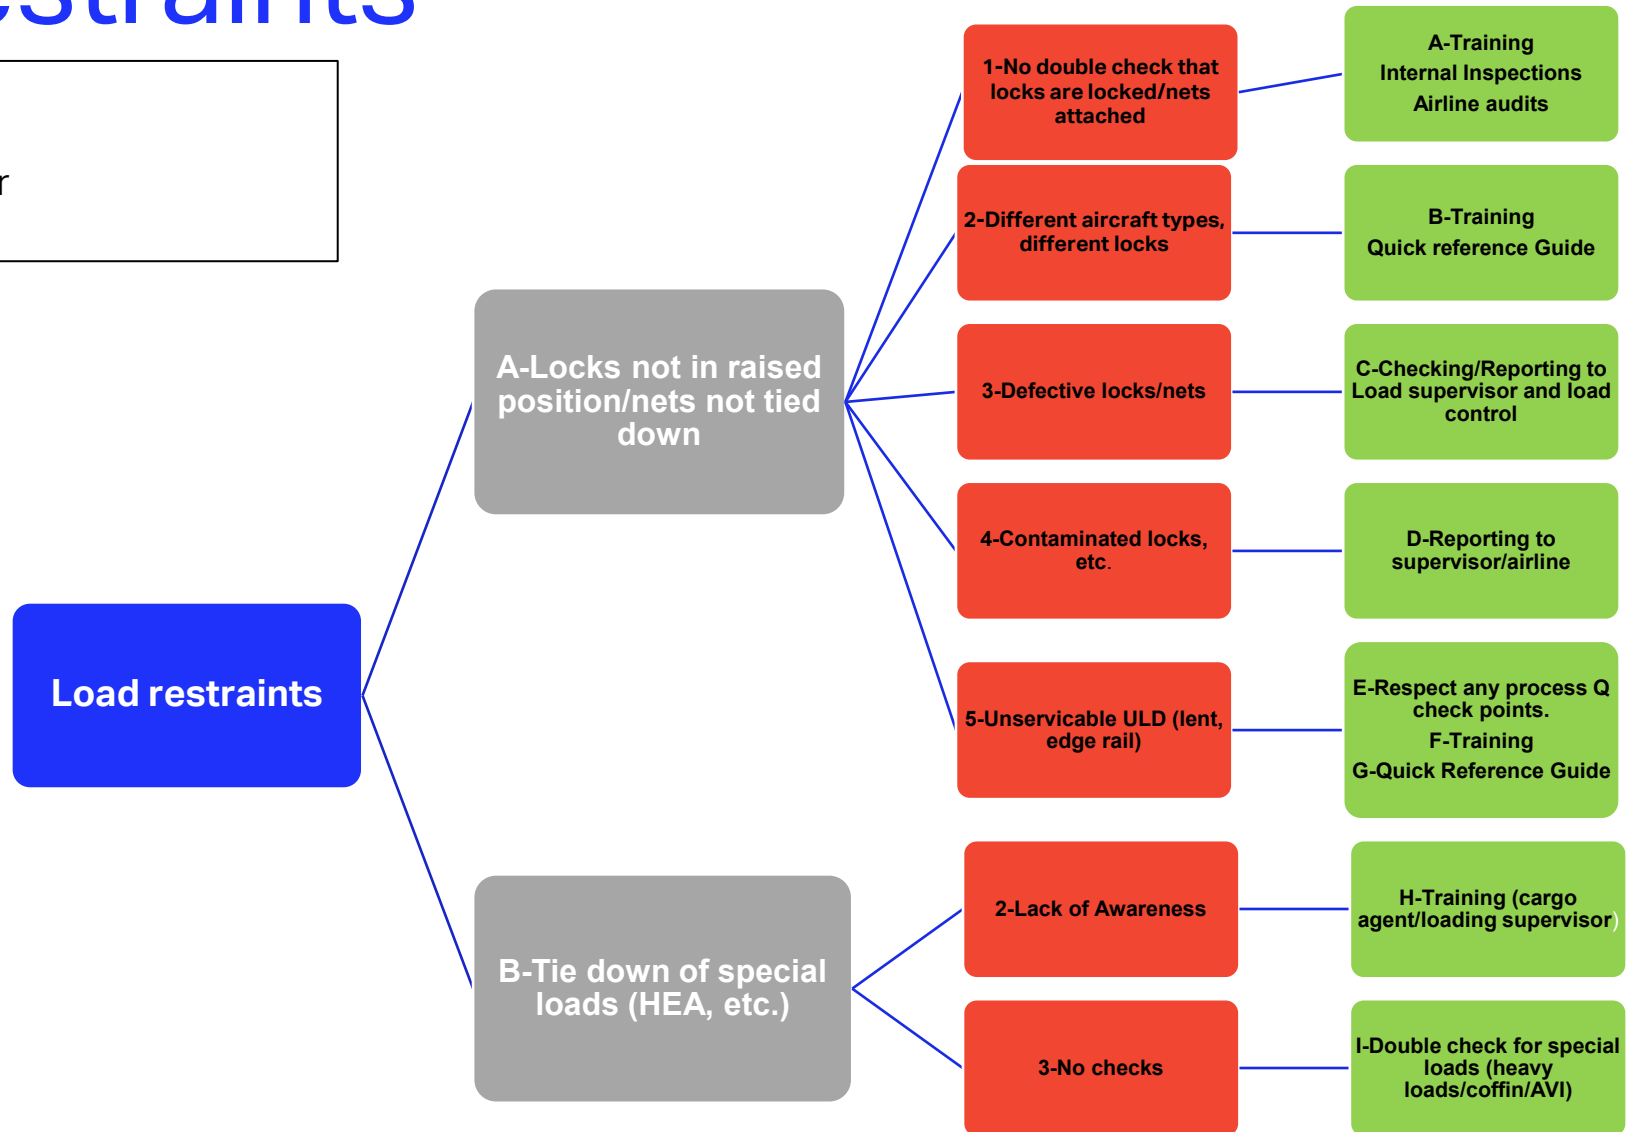 estraints
r
Load restraints
A-Locks not in raised
position/nets not tied
down
B-Tie down of special
loads (HEA, etc.)
1-No double check that
locks are locked/nets
attached
2-Different aircraft types,
different locks
3-Defective locks/nets
4-Contaminated locks,
etc.
5-Unservicable ULD (lent,
edge rail)
2-Lack of Awareness
3-No checks
A-Training
Internal Inspections
Airline audits
B-Training
Quick reference Guide
C-Checking/Reporting to
Load supervisor and load
control
D-Reporting to
supervisor/airline
E-Respect any process Q
check points.
F-Training
G-Quick Reference Guide
H-Training (cargo
agent/loading supervisor)
I-Double check for special
loads (heavy
loads/coffin/AVI)